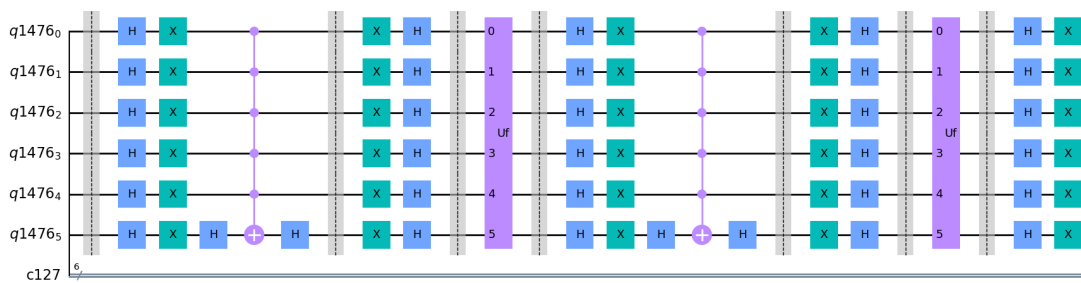 q1476₀ H X X H 0 H X X H 0 H X
q1476₁ H X X H 1 H X X H 1 H X
q1476₂ H X X H 2 H X X H 2 H X
Uf Uf
q1476₃ H X X H 3 H X X H 3 H X
q1476₄ H X X H 4 H X X H 4 H X
q1476₅ H X H + H X H 5 H X H + H X H 5 H X
6
c127